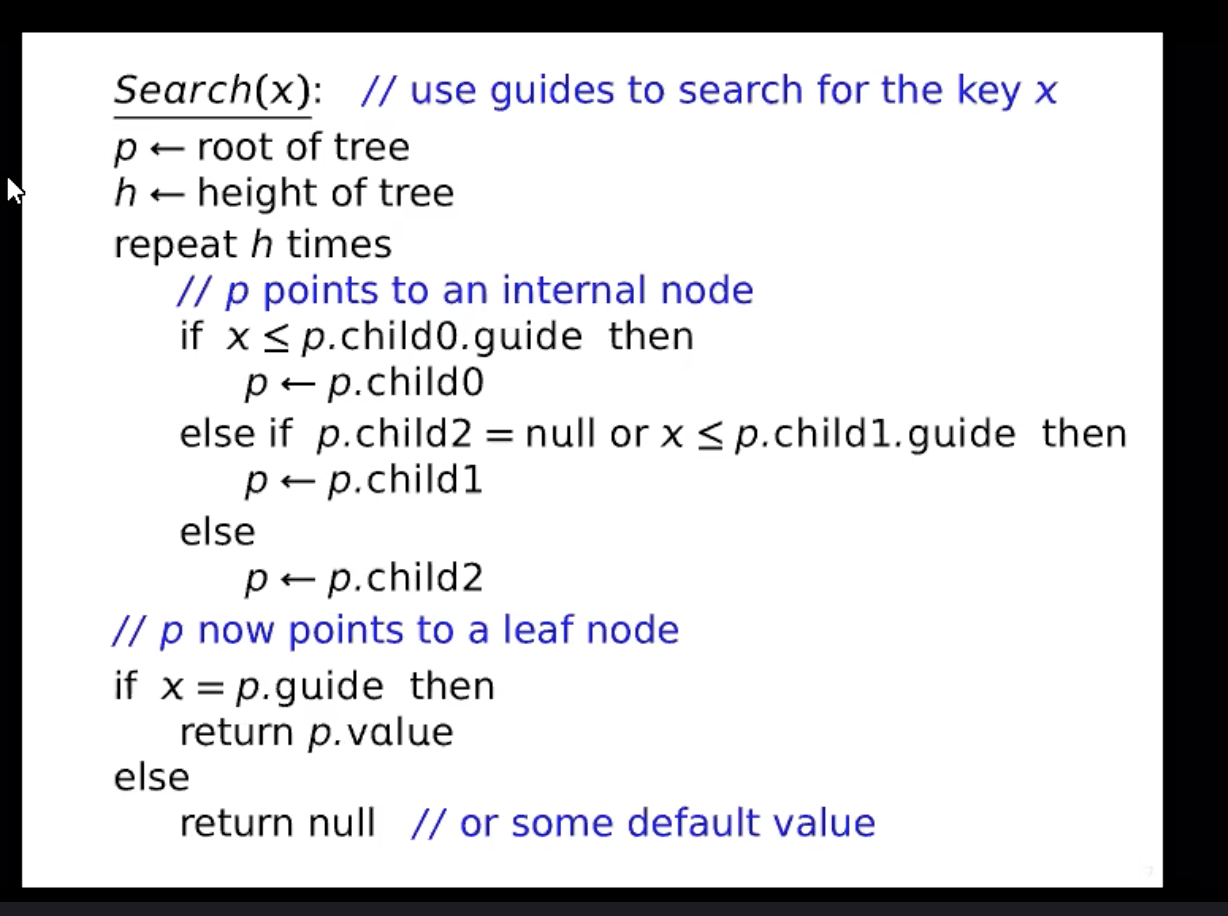 Search(x): // use guides to search for the key x
p ← root of tree
h ← height of tree
repeat h times
// p points to an internal node
if x ≤ p.child0.guide then
p ← p.child0
else if p.child2 = null or x ≤ p.child1.guide then
p ← p.child1
else
p ← p.child2
// p now points to a leaf node
if x = p.guide then
return p.value
else
return null // or some default value